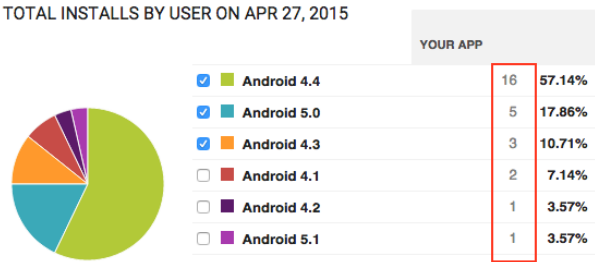 TOTAL INSTALLS BY USER ON APR 27, 2015
YOUR APP
Android 4.4 16 57.14%
Android 5.0 5 17.86%
Android 4.3 3 10.71%
Android 4.1 2 7.14%
Android 4.2 1 3.57%
Android 5.1 1 3.57%